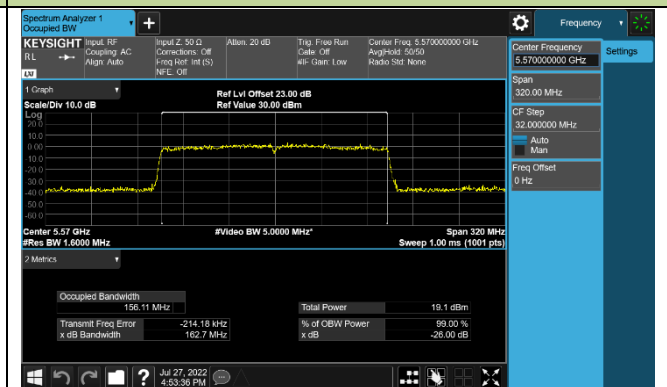 Spectrum Analyzer 1
Occupied BW
+
Frequency
KEYSIGHT
RL
LXI
Input: RF
Coupling: AC
Align: Auto
Input Z: 50 Ω
Corrections: Off
Freq Ref: Int (S)
NFE: Off
Atten: 20 dB
Trig: Free Run
Gate: Off
#IF Gain: Low
Center Freq: 5.570000000 GHz
Avg|Hold: 50/50
Radio Std: None
Center Frequency
5.570000000 GHz
Settings
Span
320.00 MHz
CF Step
32.000000 MHz
Auto
Man
Freq Offset
0 Hz
1 Graph
Scale/Div 10.0 dB
Ref Lvl Offset 23.00 dB
Ref Value 30.00 dBm
Log
20.0
10.0
0.00
-10.0
-20.0
-30.0
-40.0
-50.0
-60.0
Center 5.57 GHz
#Res BW 1.6000 MHz
#Video BW 5.0000 MHz*
Span 320 MHz
Sweep 1.00 ms (1001 pts)
2 Metrics
Occupied Bandwidth
156.11 MHz
Total Power 19.1 dBm
Transmit Freq Error -214.18 kHz
% of OBW Power 99.00 %
x dB Bandwidth 162.7 MHz
x dB -26.00 dB
?
Jul 27, 2022
4:53:36 PM